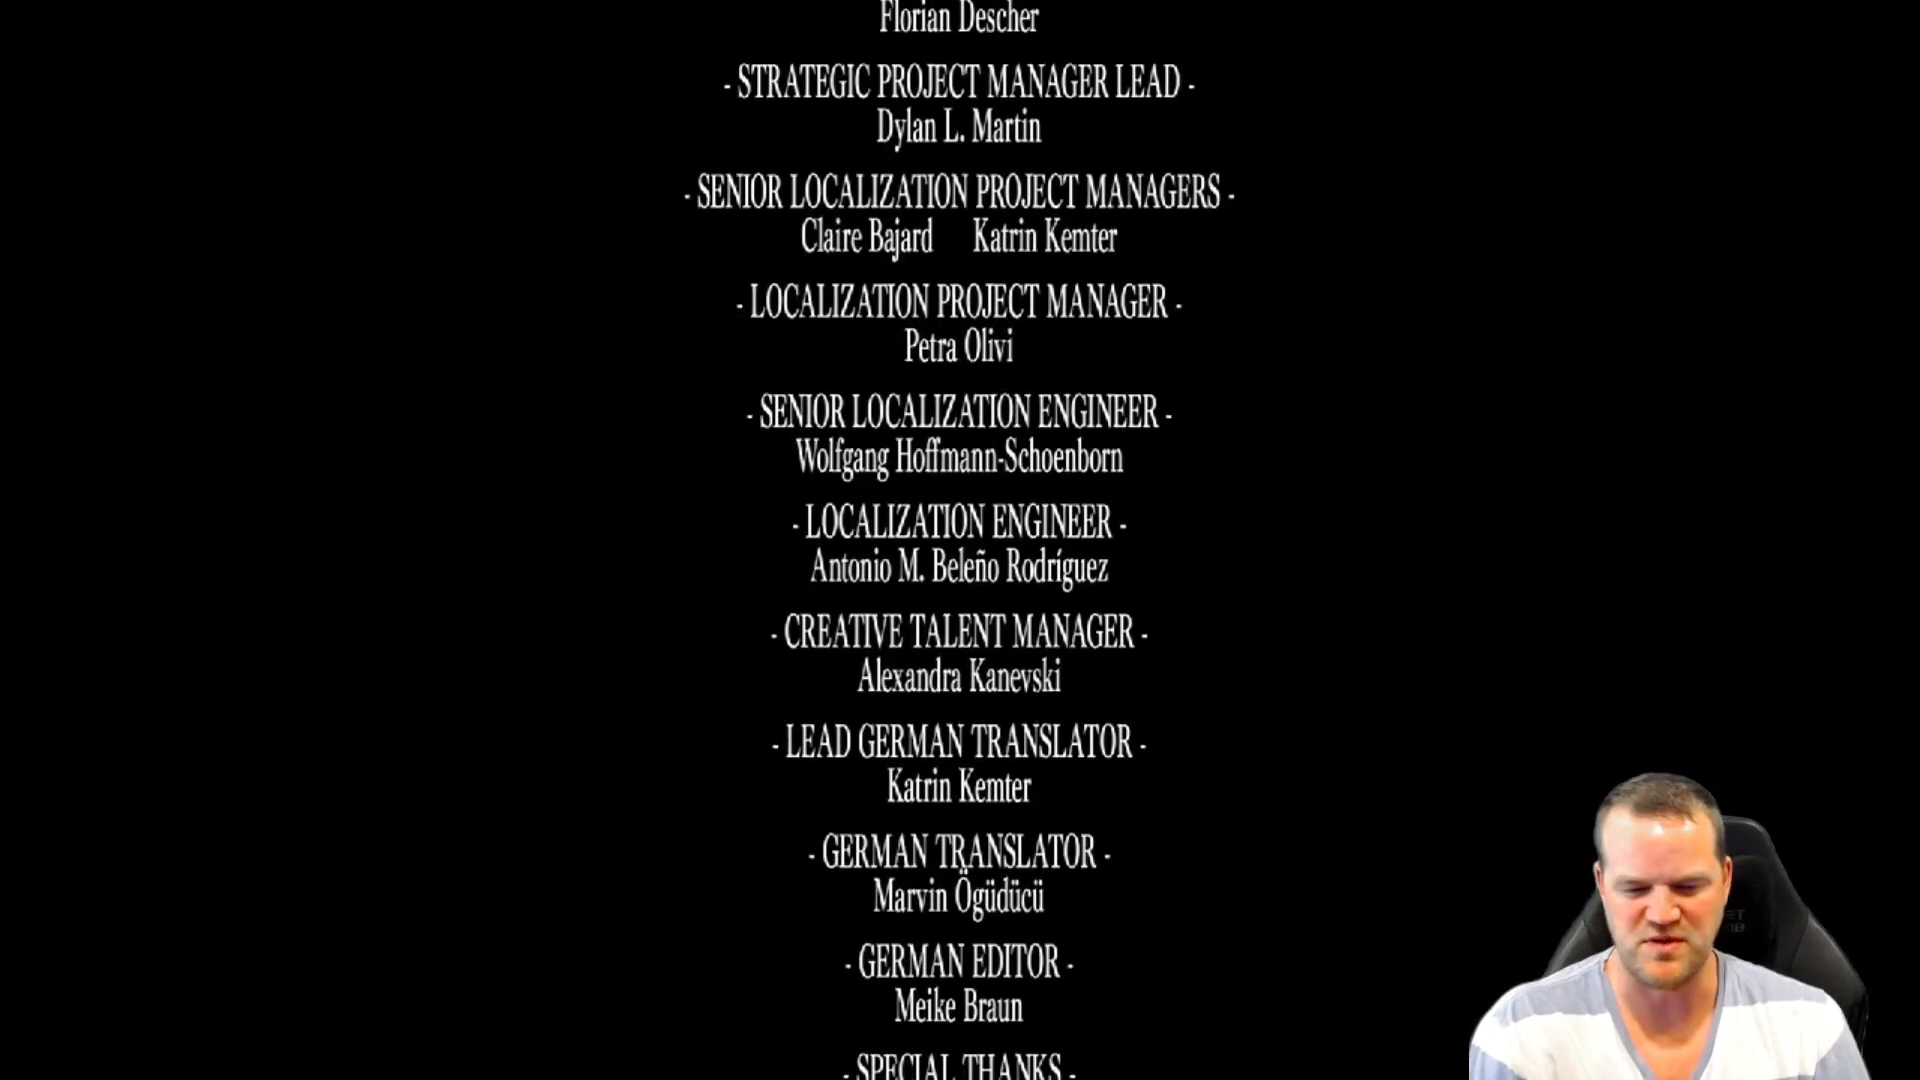 Florian Descher
- STRATEGIC PROJECT MANAGER LEAD -
Dylan L. Martin
- SENIOR LOCALIZATION PROJECT MANAGERS -
Claire Bajard Katrin Kemter
- LOCALIZATION PROJECT MANAGER -
Petra Olivi
- SENIOR LOCALIZATION ENGINEER -
Wolfgang Hoffmann-Schoenborn
- LOCALIZATION ENGINEER -
Antonio M. Beleño Rodríguez
- CREATIVE TALENT MANAGER -
Alexandra Kanevski
- LEAD GERMAN TRANSLATOR -
Katrin Kemter
- GERMAN TRANSLATOR -
Marvin Ögüdücü
- GERMAN EDITOR -
Meike Braun
- SPECIAL THANKS -